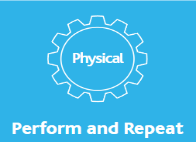 Physical
Perform and Repeat